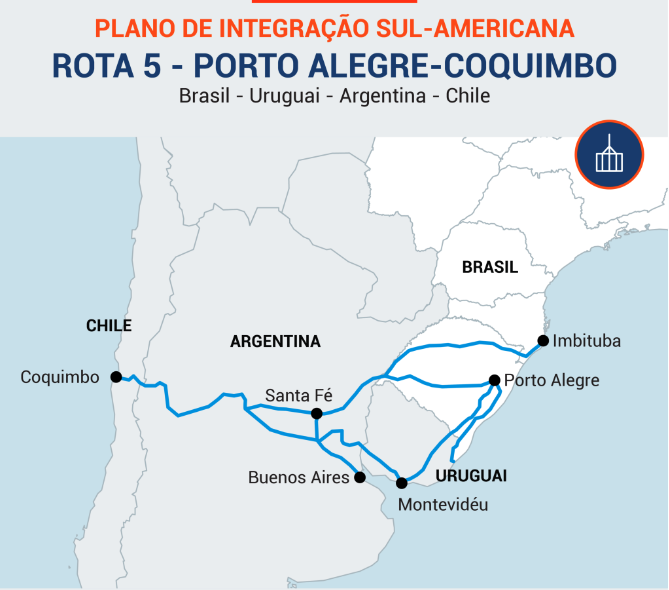 PLANO DE INTEGRAÇÃO SUL-AMERICANA
ROTA 5 - PORTO ALEGRE-COQUIMBO
Brasil - Uruguai - Argentina - Chile
BRASIL
CHILE
ARGENTINA
Imbituba
Coquimbo
Porto Alegre
Santa Fé
Buenos Aires
URUGUAI
Montevidéu